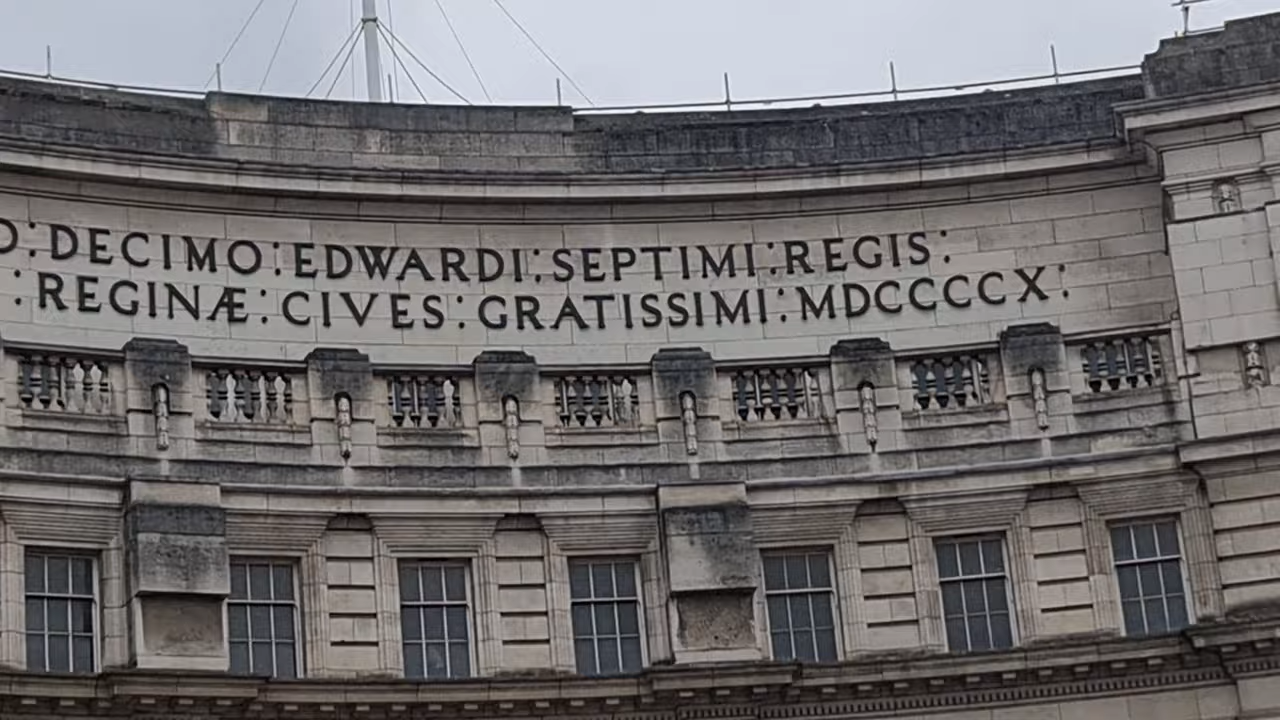 DECIMO : EDWARDI : SEPTIMI : REGIS :
: REGINÆ : CIVES : GRATISSIMI : MDCCCCX :